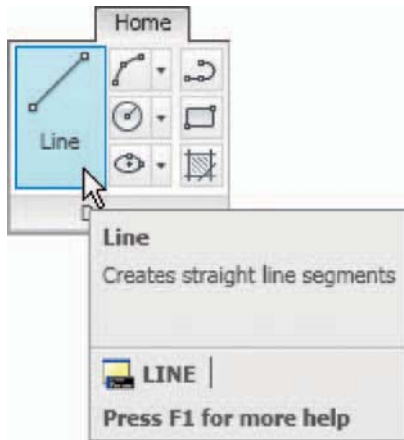 Home
Line
Line
Creates straight line segments
LINE
Press F1 for more help